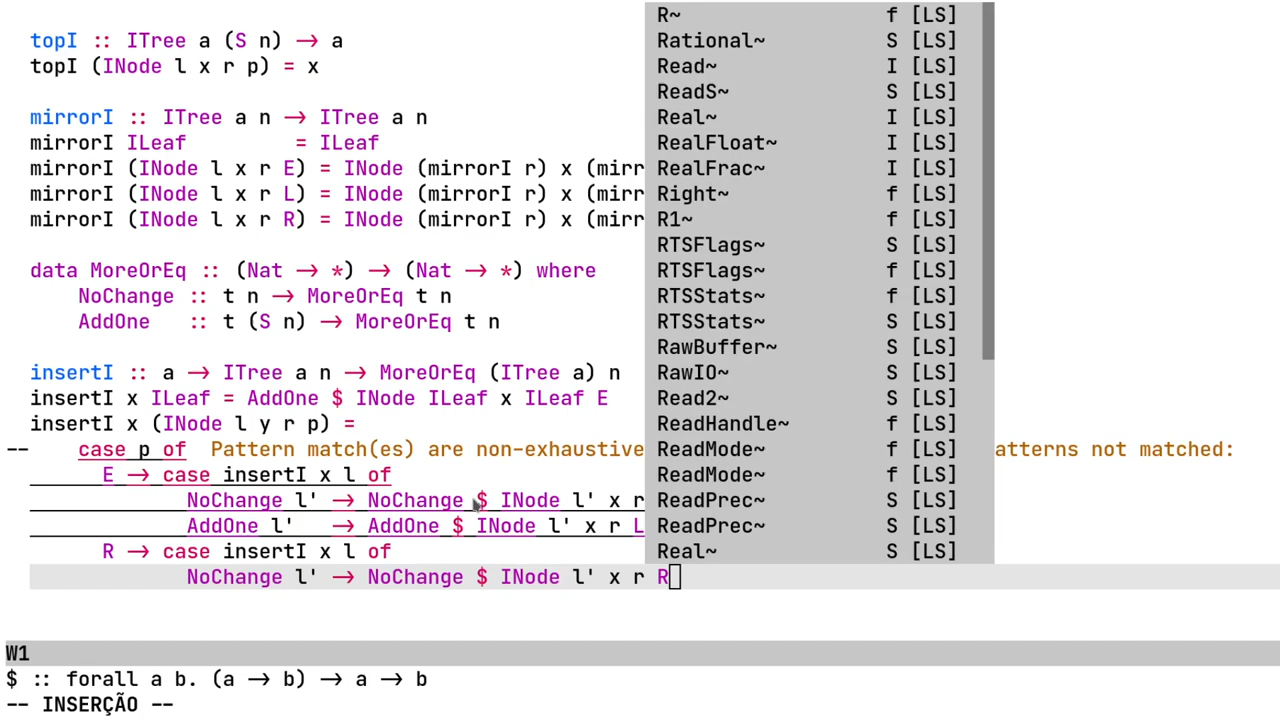 topI :: ITree a (S n) → a
topI (INode l x r p) = x
mirrorI :: ITree a n → ITree a n
mirrorI ILeaf = ILeaf
mirrorI (INode l x r E) = INode (mirrorI r) x (mirr
mirrorI (INode l x r L) = INode (mirrorI r) x (mirr
mirrorI (INode l x r R) = INode (mirrorI r) x (mirr
data MoreOrEq :: (Nat → *) → (Nat → *) where
NoChange :: t n → MoreOrEq t n
AddOne :: t (S n) → MoreOrEq t n
insertI :: a → ITree a n → MoreOrEq (ITree a) n
insertI x ILeaf = AddOne $ INode ILeaf x ILeaf E
insertI x (INode l y r p) =
-- case p of Pattern match(es) are non-exhaustive atterns not matched:
E → case insertI x l of
NoChange l' → NoChange $ INode l' x r
AddOne l' → AddOne $ INode l' x r L
R → case insertI x l of
NoChange l' → NoChange $ INode l' x r R
R~ f [LS]
Rational~ S [LS]
Read~ I [LS]
ReadS~ S [LS]
Real~ I [LS]
RealFloat~ I [LS]
RealFrac~ I [LS]
Right~ f [LS]
R1~ f [LS]
RTSFlags~ S [LS]
RTSFlags~ f [LS]
RTSStats~ f [LS]
RTSStats~ S [LS]
RawBuffer~ S [LS]
RawIO~ S [LS]
Read2~ S [LS]
ReadHandle~ f [LS]
ReadMode~ f [LS]
ReadMode~ f [LS]
ReadPrec~ S [LS]
ReadPrec~ S [LS]
Real~ S [LS]
W1
$ :: forall a b. (a → b) → a → b
-- INSERÇÃO --